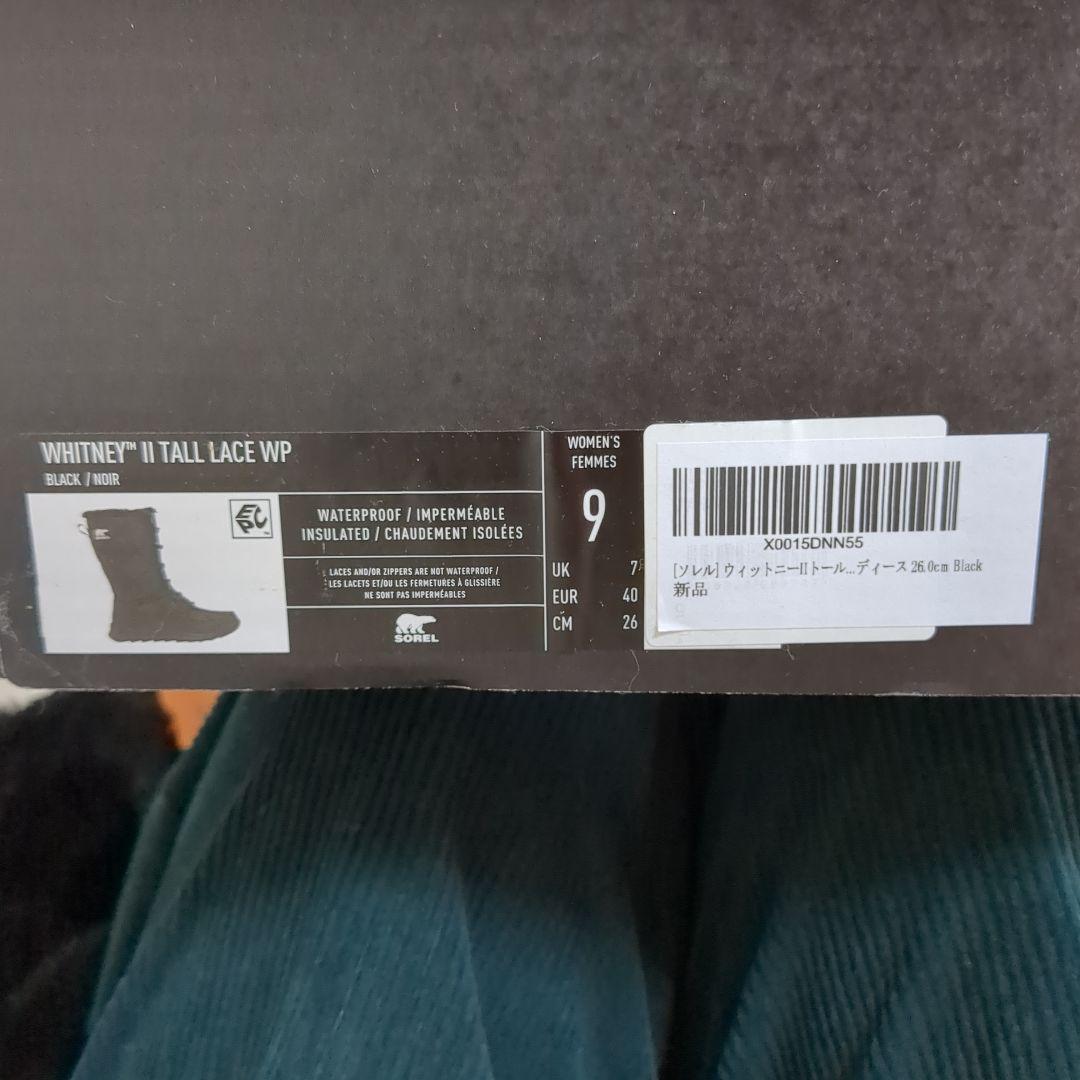 WHITNEY™ II TALL LACE WP
BLACK / NOIR
EPC
WATERPROOF / IMPERMÉABLE
INSULATED / CHAUDEMENT ISOLÉES
LACES AND/OR ZIPPERS ARE NOT WATERPROOF /
LES LACETS ET/OU LES FERMETURES À GLISSIÈRE
NE SONT PAS IMPERMÉABLES
SOREL
WOMEN'S
FEMMES
9
UK 7
EUR 40
CM 26
X0015DNN55
[ソレル] ウィットニーII トール...ディース 26.0cm Black
新品